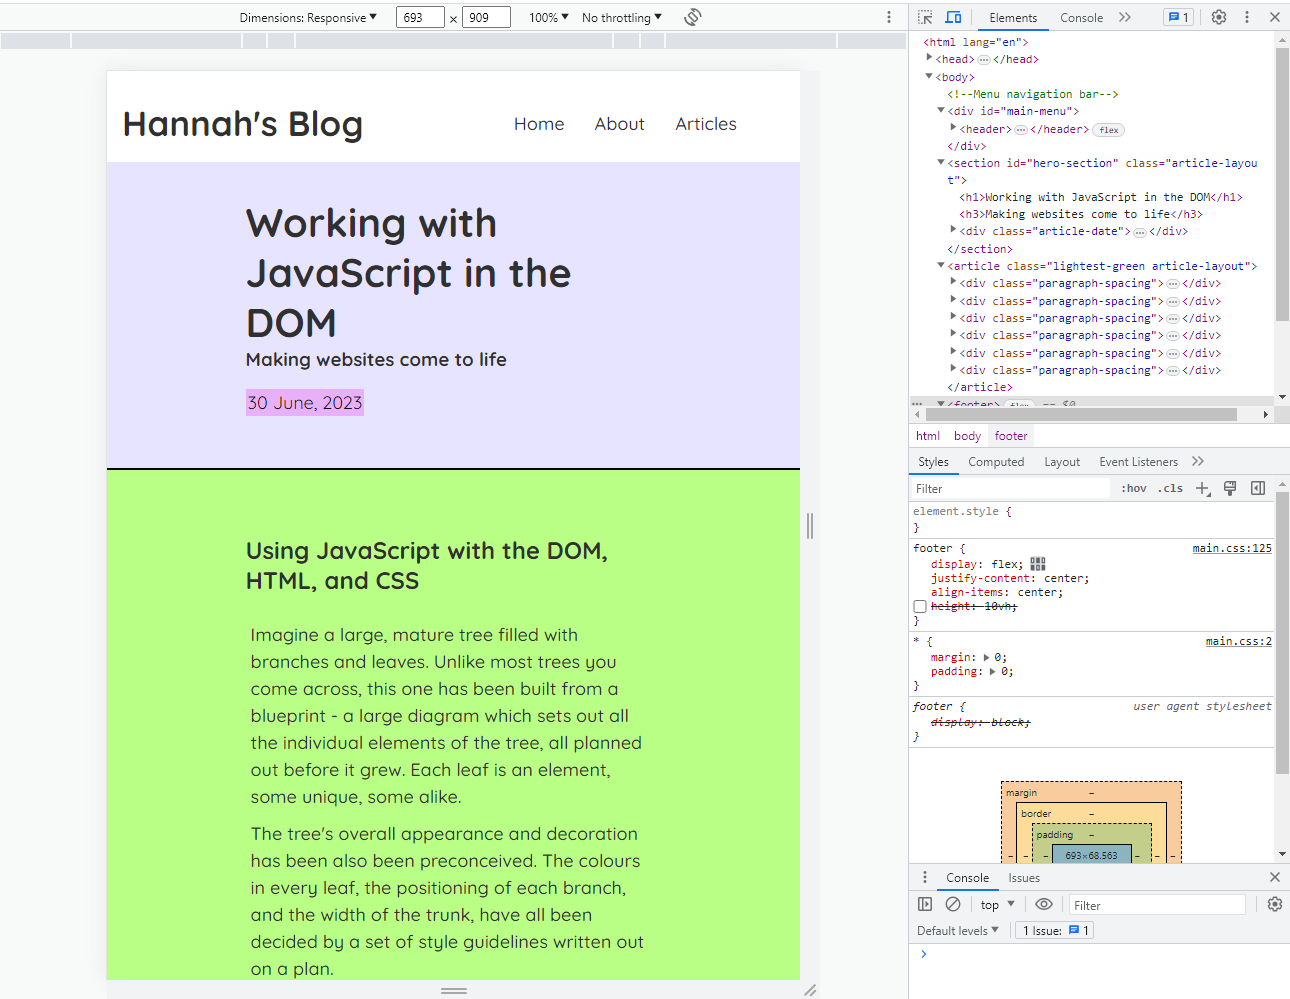 Dimensions: Responsive ▼ 693 × 909 100% ▼ No throttling ▼
Elements Console 1
Hannah's Blog
Home About Articles
Working with
JavaScript in the
DOM
Making websites come to life
30 June, 2023
Using JavaScript with the DOM,
HTML, and CSS
Imagine a large, mature tree filled with
branches and leaves. Unlike most trees you
come across, this one has been built from a
blueprint - a large diagram which sets out all
the individual elements of the tree, all planned
out before it grew. Each leaf is an element,
some unique, some alike.
The tree's overall appearance and decoration
has been also been preconceived. The colours
in every leaf, the positioning of each branch,
and the width of the trunk, have all been
decided by a set of style guidelines written out
on a plan.
<html lang="en">
<head> ••• </head>
<body>
<!--Menu navigation bar-->
<div id="main-menu">
<header> ••• </header> flex
</div>
<section id="hero-section" class="article-layou
t">
<h1>Working with JavaScript in the DOM</h1>
<h3>Making websites come to life</h3>
<div class="article-date"> ••• </div>
</section>
<article class="lightest-green article-layout">
<div class="paragraph-spacing"> ••• </div>
<div class="paragraph-spacing"> ••• </div>
<div class="paragraph-spacing"> ••• </div>
<div class="paragraph-spacing"> ••• </div>
<div class="paragraph-spacing"> ••• </div>
<div class="paragraph-spacing"> ••• </div>
</article>
••• <footer> flex == $0
html body footer
Styles Computed Layout Event Listeners
Filter :hov .cls
element.style {
}
footer { main.css:125
display: flex;
justify-content: center;
align-items: center;
height: 10vh;
}
* { main.css:2
margin: 0;
padding: 0;
}
footer { user agent stylesheet
display: block;
}
margin –
border –
padding –
– – – 693×68.563 – – –
Console Issues
top ▼ Filter
Default levels ▼ 1 Issue: 1